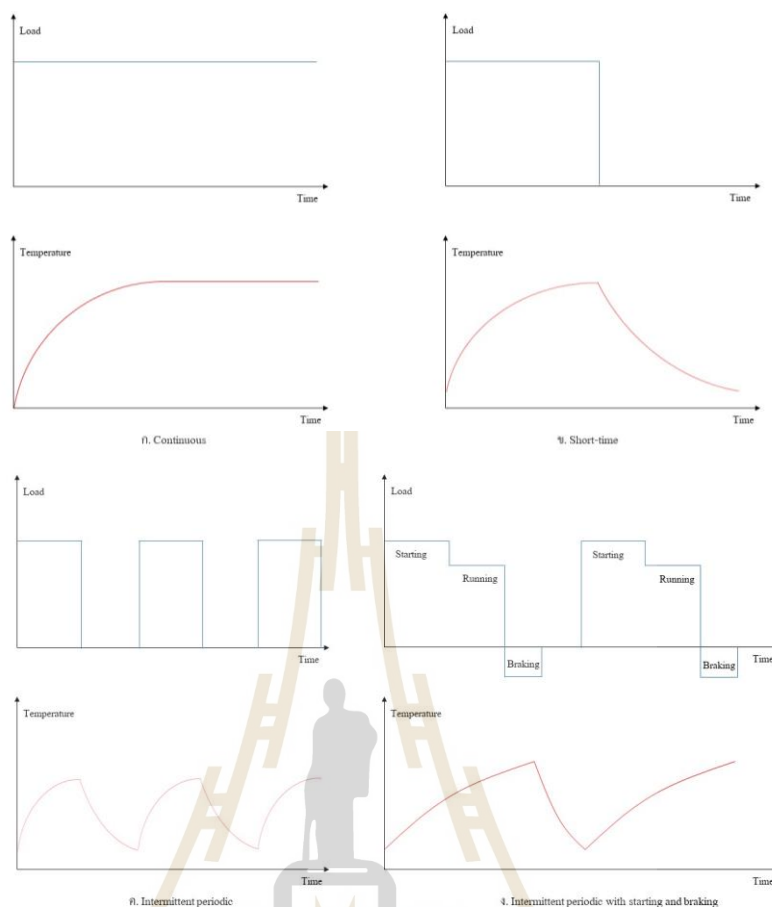 Load
Time
Load
Time
Temperature
Time
ก. Continuous
Temperature
Time
ข. Short-time
Load
Time
Load
Starting
Running
Braking
Starting
Running
Braking
Time
Temperature
Time
ค. Intermittent periodic
Temperature
Time
ง. Intermittent periodic with starting and braking